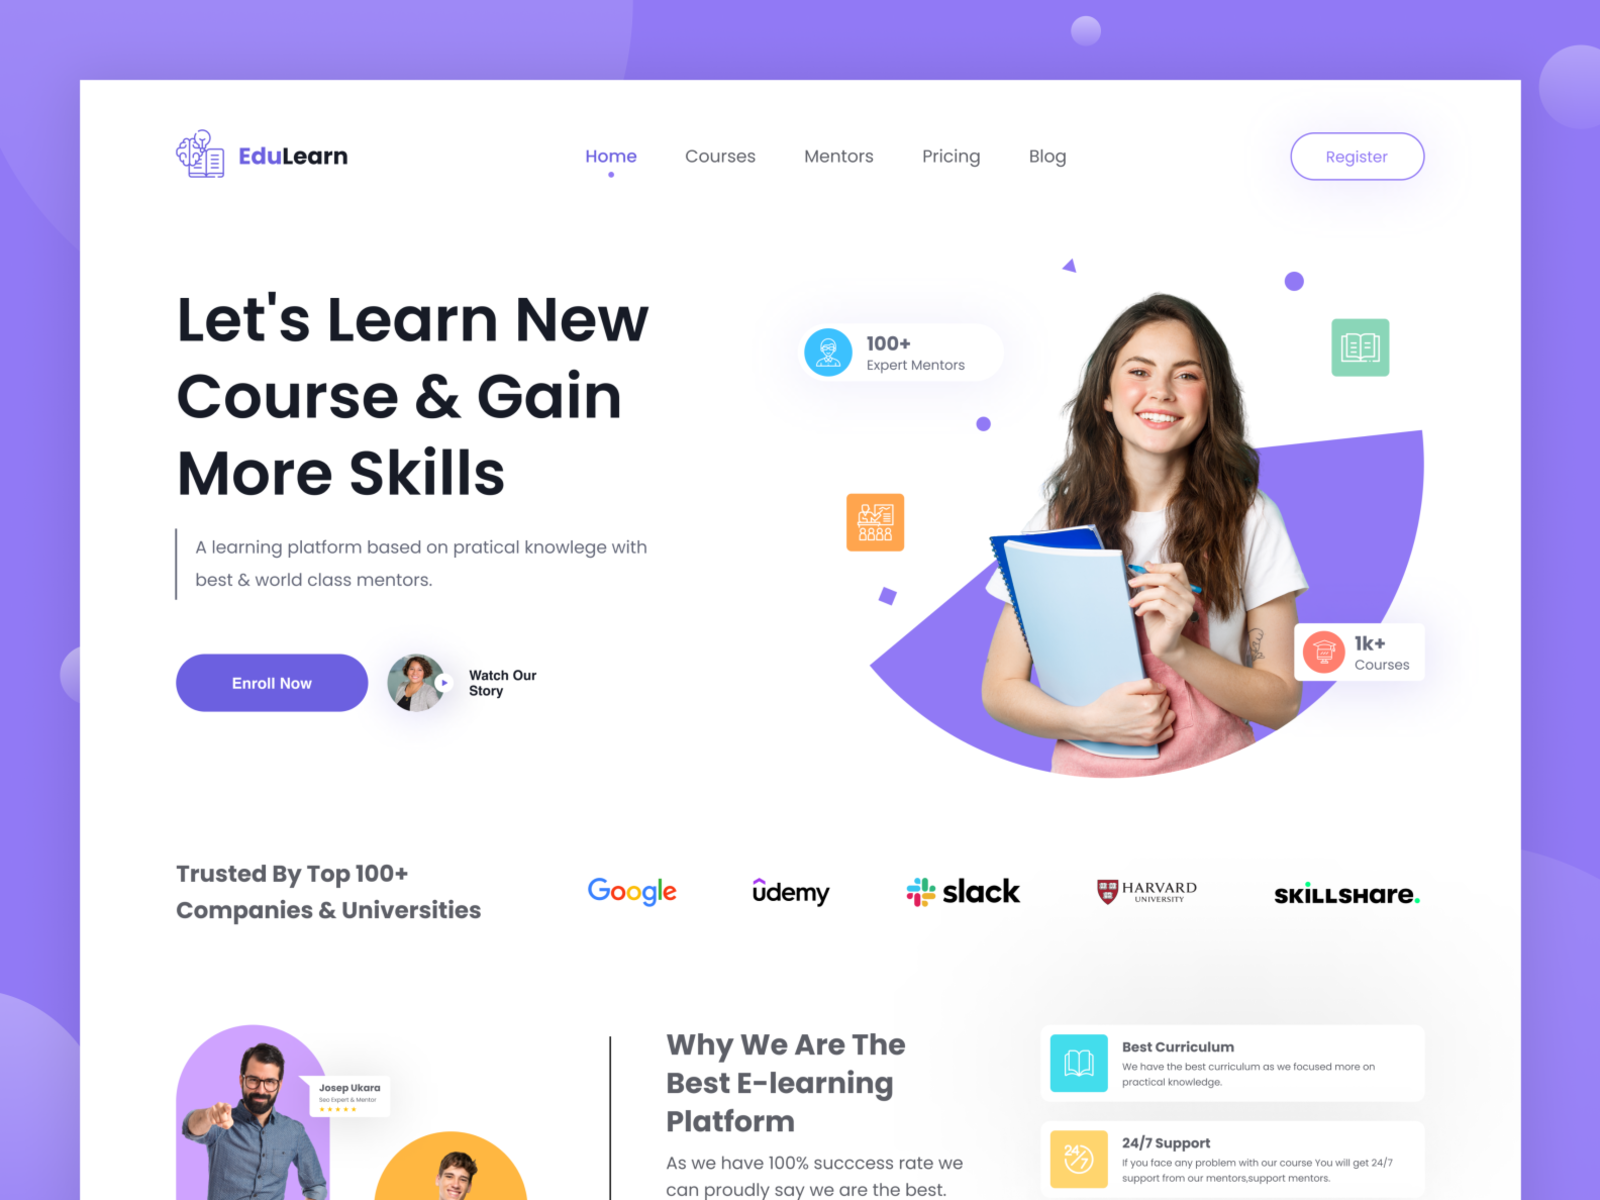 EduLearn
Home
Courses
Mentors
Pricing
Blog
Register
Let's Learn New
Course & Gain
More Skills
A learning platform based on pratical knowlege with
best & world class mentors.
Enroll Now
Watch Our
Story
100+
Expert Mentors
1k+
Courses
Trusted By Top 100+
Companies & Universities
Google
udemy
slack
HARVARD
UNIVERSITY
SKILLSHare.
Josep Ukara
Seo Expert & Mentor
Why We Are The
Best E-learning
Platform
As we have 100% succcess rate we
can proudly say we are the best.
Best Curriculum
We have the best curriculum as we focused more on
practical knowledge.
24/7
24/7 Support
If you face any problem with our course You will get 24/7
support from our mentors,support mentors.